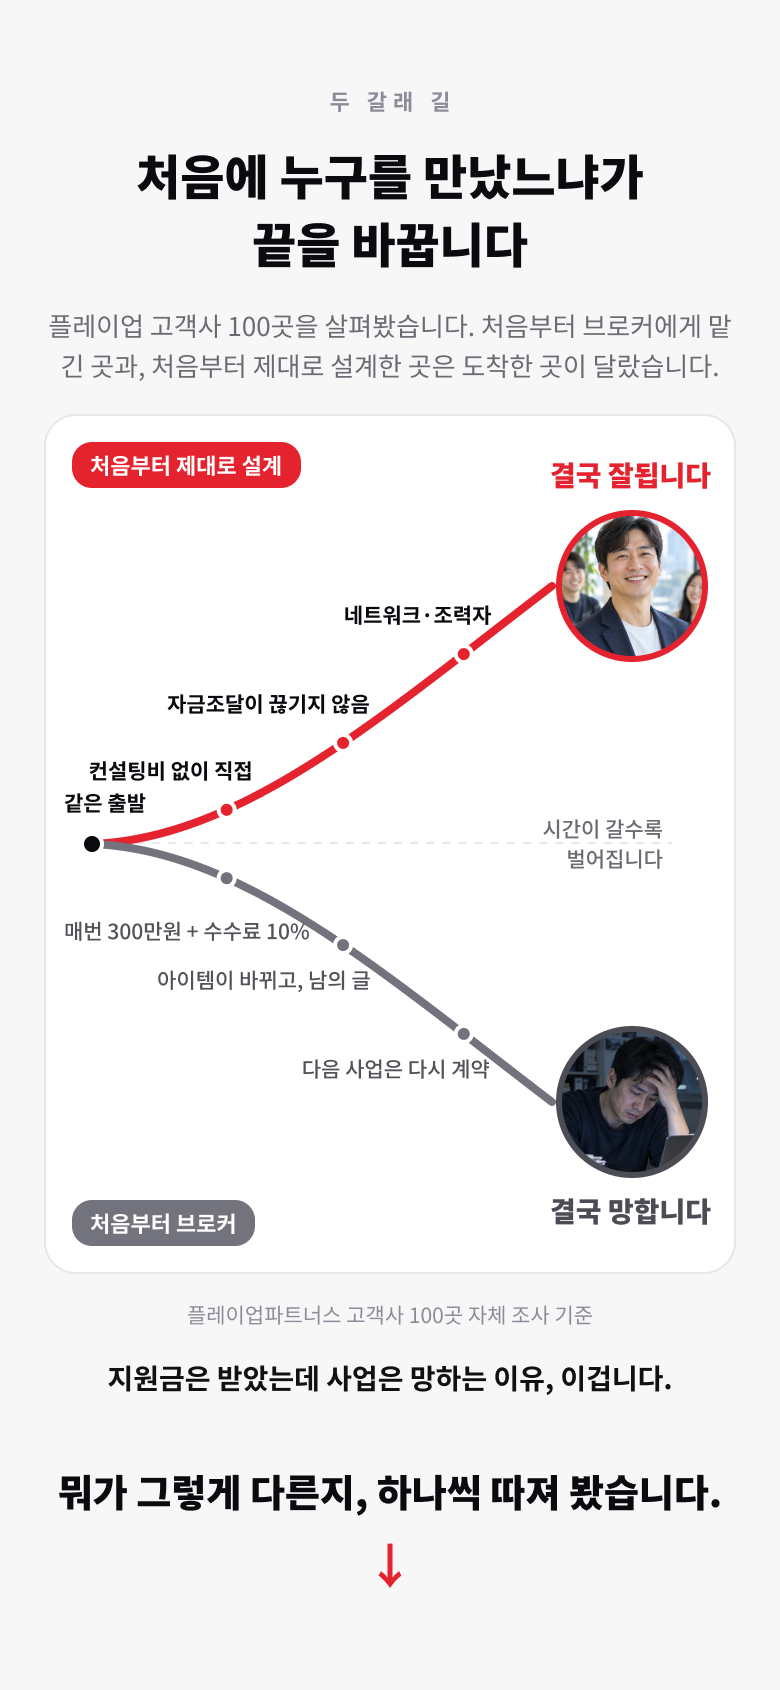 두 갈래 길
처음에 누구를 만났느냐가
끝을 바꿉니다
플레이업 고객사 100곳을 살펴봤습니다. 처음부터 브로커에게 맡
긴 곳과, 처음부터 제대로 설계한 곳은 도착한 곳이 달랐습니다.
처음부터 제대로 설계
결국 잘됩니다
네트워크·조력자
자금조달이 끊기지 않음
컨설팅비 없이 직접
같은 출발
시간이 갈수록
벌어집니다
매번 300만원 + 수수료 10%
아이템이 바뀌고, 남의 글
다음 사업은 다시 계약
처음부터 브로커
결국 망합니다
플레이업파트너스 고객사 100곳 자체 조사 기준
지원금은 받았는데 사업은 망하는 이유, 이겁니다.
뭐가 그렇게 다른지, 하나씩 따져 봤습니다.
↓